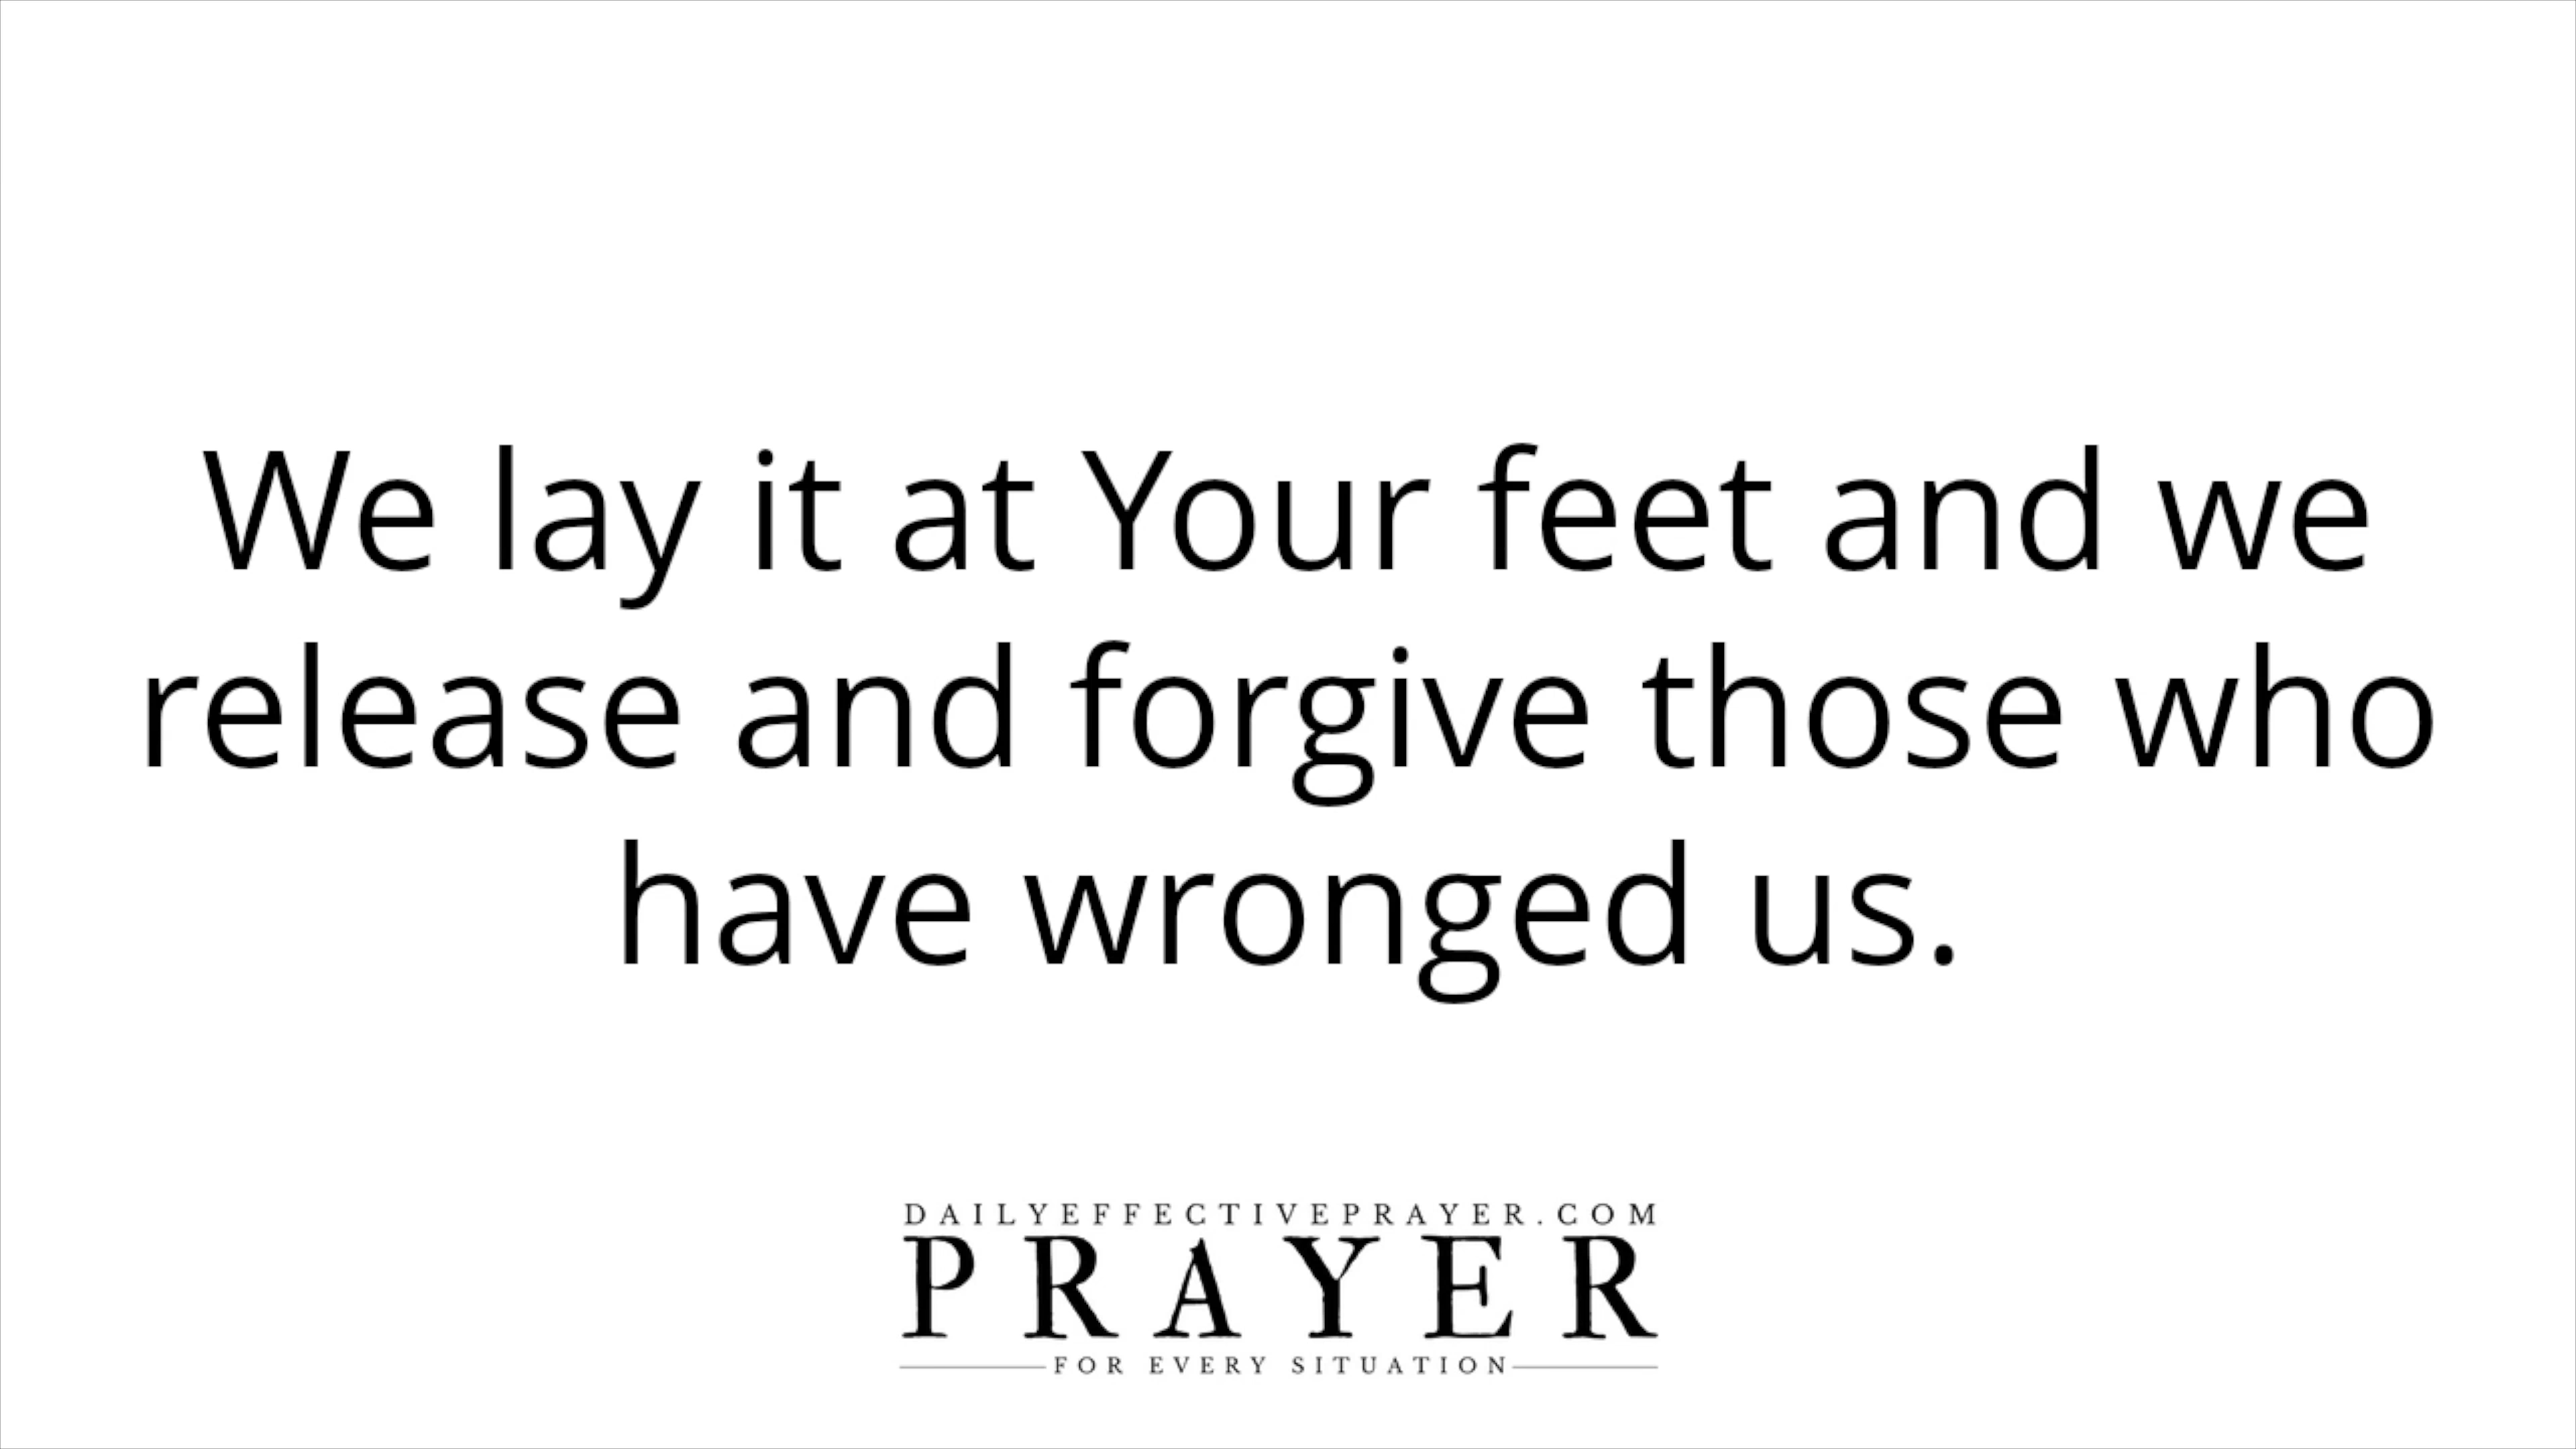 We lay it at Your feet and we
release and forgive those who
have wronged us.
DAILYEFFECTIVEPRAYER.COM
PRAYER
FOR EVERY SITUATION